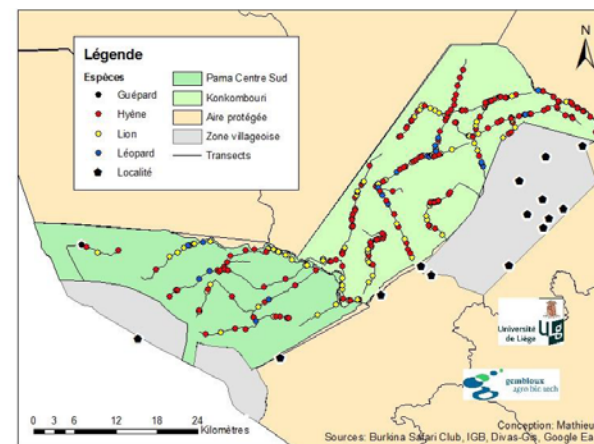 Légende
Espèces
Guépard
Hyène
Lion
Léopard
Localité
Pama Centre Sud
Konkombouri
Aire protégée
Zone villageoise
Transects
N
Université
de Liège
gembloux
agro bio tech
0 3 6 12 18 24
Kilomètres
Conception: Mathieu
Sources: Burkina Safari Club, IGB, Divas-Gis, Google Ea